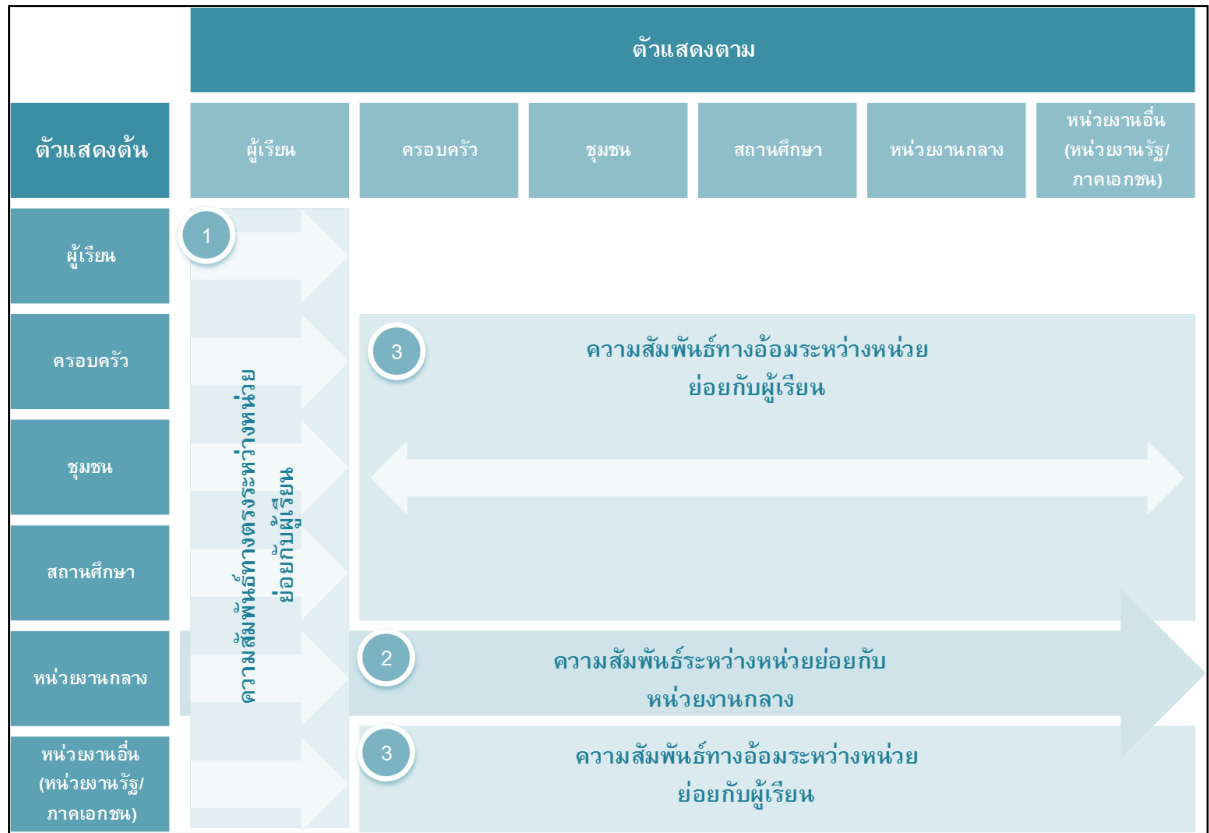 ตัวแสดงตาม
ตัวแสดงต้น
ผู้เรียน
ครอบครัว
ชุมชน
สถานศึกษา
หน่วยงานกลาง
หน่วยงานอื่น
(หน่วยงานรัฐ/
ภาคเอกชน)
ผู้เรียน
1
ครอบครัว
3
ความสัมพันธ์ทางอ้อมระหว่างหน่วย
ย่อยกับผู้เรียน
ความสัมพันธ์ทางตรงระหว่างหน่วย
ย่อยกับผู้เรียน
ชุมชน
สถานศึกษา
หน่วยงานกลาง
2
ความสัมพันธ์ระหว่างหน่วยย่อยกับ
หน่วยงานกลาง
หน่วยงานอื่น
(หน่วยงานรัฐ/
ภาคเอกชน)
3
ความสัมพันธ์ทางอ้อมระหว่างหน่วย
ย่อยกับผู้เรียน